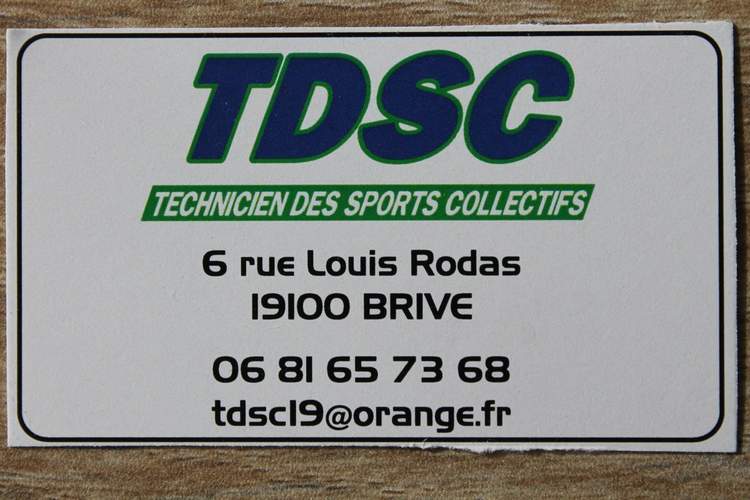 TDSC
TECHNICIEN DES SPORTS COLLECTIFS
6 rue Louis Rodas
19100 BRIVE
06 81 65 73 68
tdsc19@orange.fr